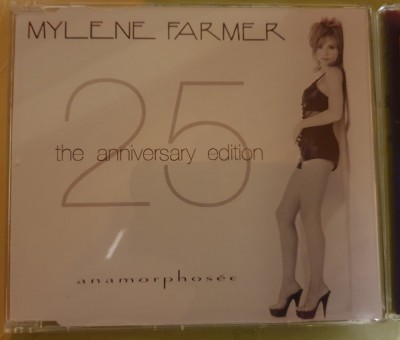 MYLENE FARMER
25
the anniversary edition
anamorphosée